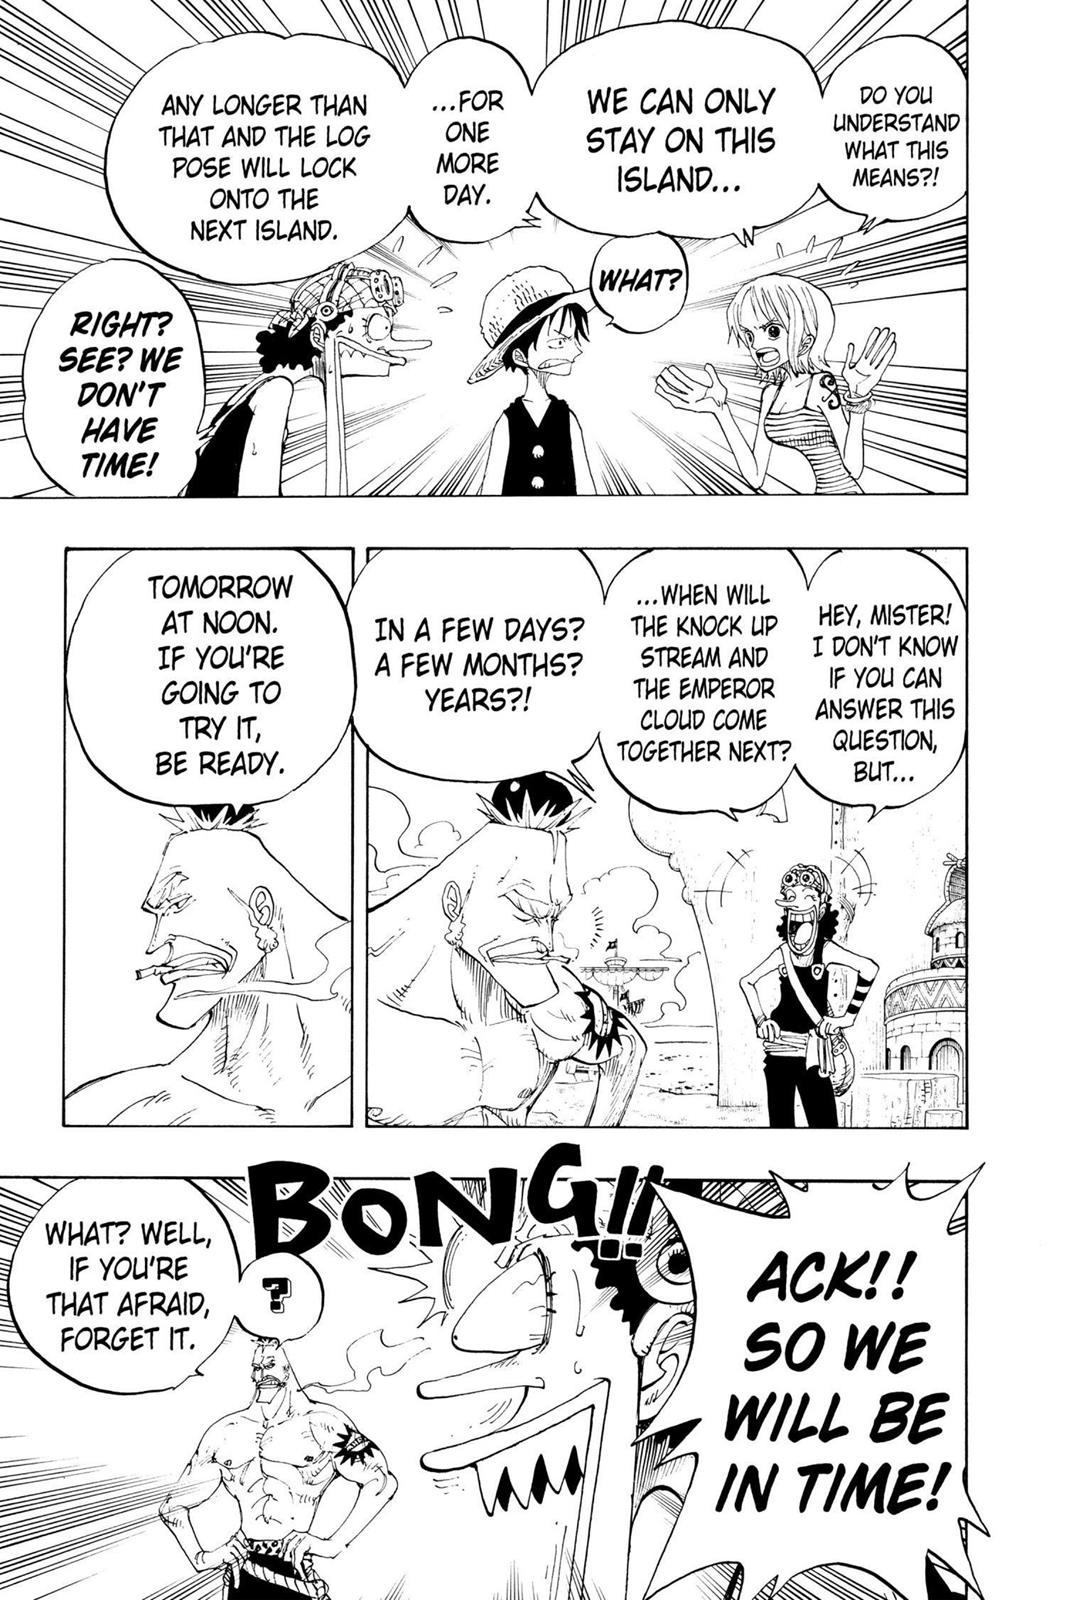 DO YOU
UNDERSTAND
WHAT THIS
MEANS?!
WE CAN ONLY
STAY ON THIS
ISLAND...
...FOR
ONE
MORE
DAY.
ANY LONGER THAN
THAT AND THE LOG
POSE WILL LOCK
ONTO THE
NEXT ISLAND.
WHAT?
RIGHT?
SEE? WE
DON'T
HAVE
TIME!
HEY, MISTER!
I DON'T KNOW
IF YOU CAN
ANSWER THIS
QUESTION,
BUT...
...WHEN WILL
THE KNOCK UP
STREAM AND
THE EMPEROR
CLOUD COME
TOGETHER NEXT?
IN A FEW DAYS?
A FEW MONTHS?
YEARS?!
TOMORROW
AT NOON.
IF YOU'RE
GOING TO
TRY IT,
BE READY.
ACK!!
SO WE
WILL BE
IN TIME!
BONG!!
?
WHAT? WELL,
IF YOU'RE
THAT AFRAID,
FORGET IT.